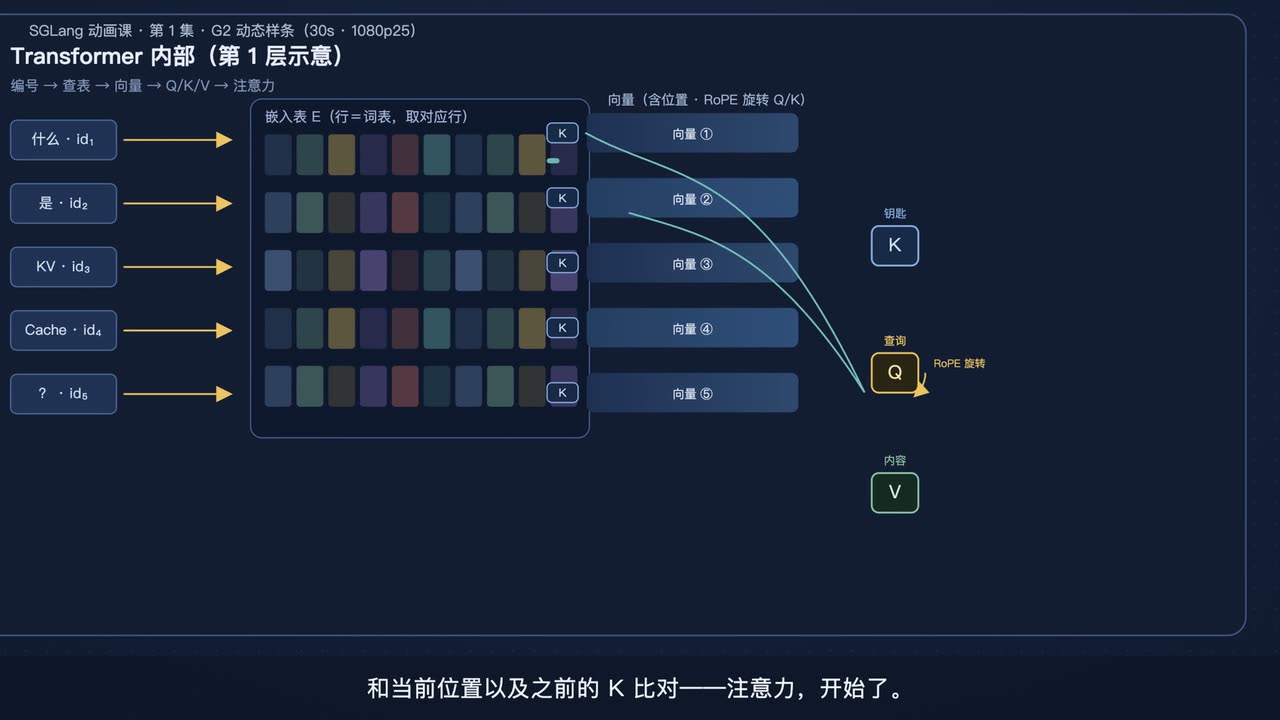 SGLang 动画课 · 第 1 集 · G2 动态样条（30s · 1080p25）
Transformer 内部（第 1 层示意）
编号 → 查表 → 向量 → Q/K/V → 注意力
什么 · id₁
是 · id₂
KV · id₃
Cache · id₄
？ · id₅
嵌入表 E（行＝词表，取对应行）
K
K
K
K
K
向量（含位置 · RoPE 旋转 Q/K）
向量 ①
向量 ②
向量 ③
向量 ④
向量 ⑤
钥匙
K
查询
Q
RoPE 旋转
内容
V
和当前位置以及之前的 K 比对——注意力，开始了。